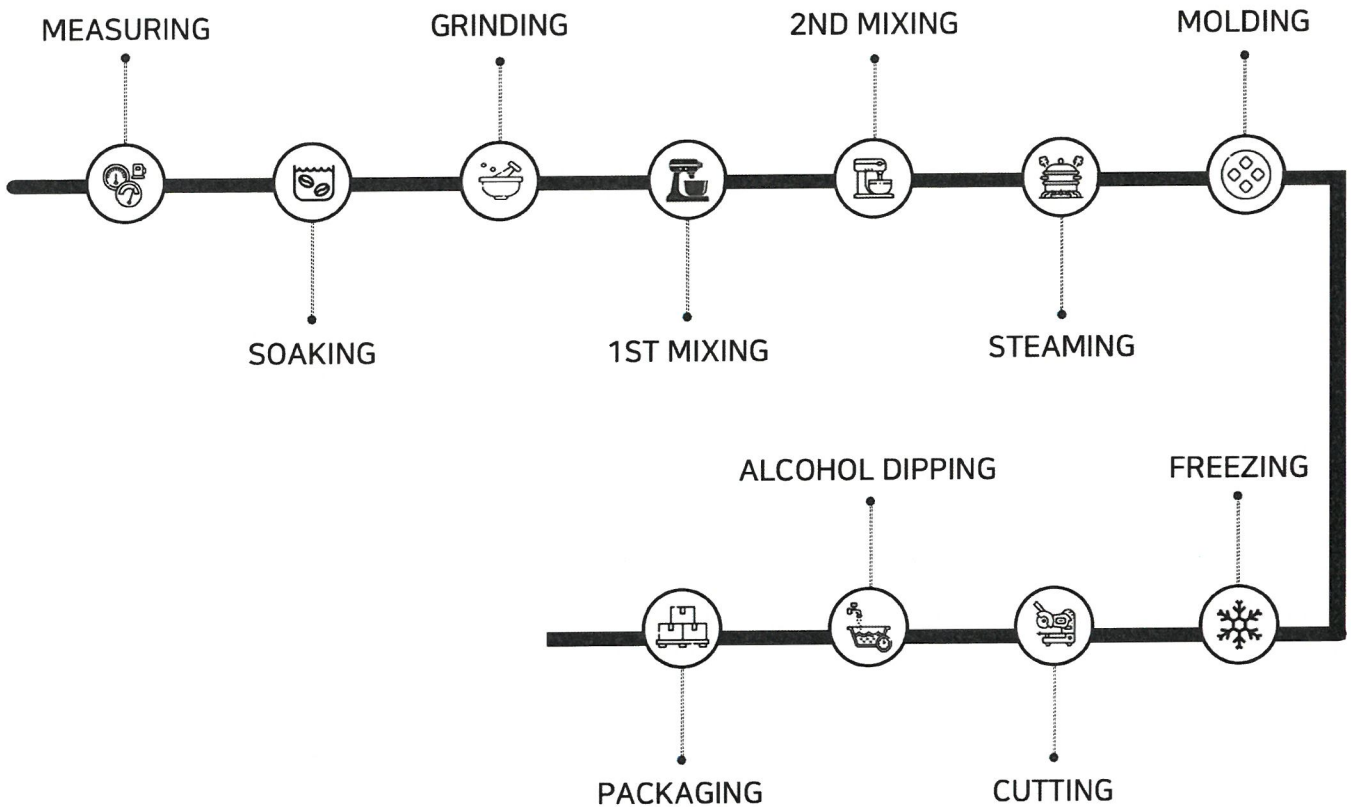 MEASURING
GRINDING
2ND MIXING
MOLDING
SOAKING
1ST MIXING
STEAMING
ALCOHOL DIPPING
FREEZING
PACKAGING
CUTTING